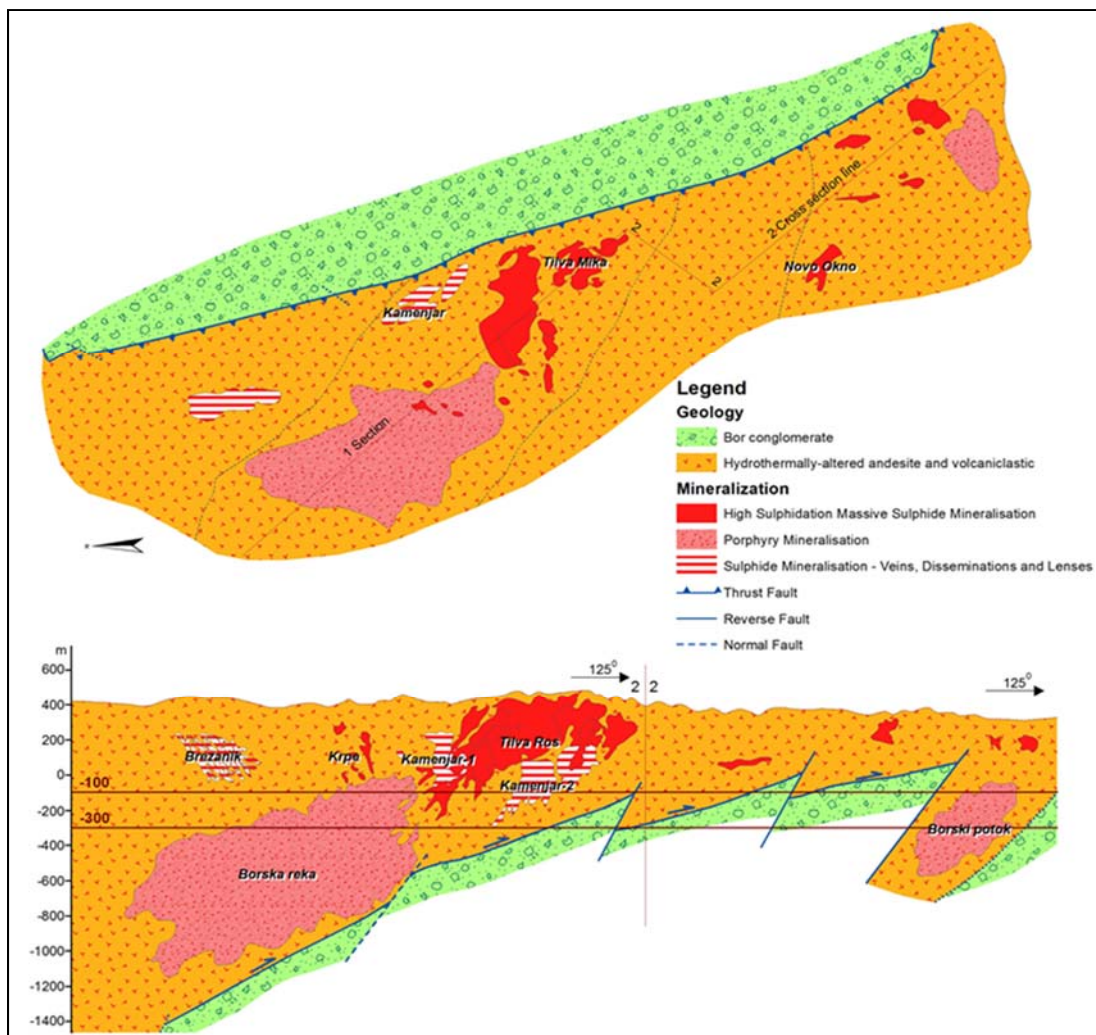 Tilva Mika
2
2 Cross section line
Novo Okno
2
Kamenjar
1 Section
Legend
Geology
Bor conglomerate
Hydrothermally-altered andesite and volcaniclastic
Mineralization
High Sulphidation Massive Sulphide Mineralisation
Porphyry Mineralisation
Sulphide Mineralisation - Veins, Disseminations and Lenses
Thrust Fault
Reverse Fault
Normal Fault
m
600
400
200
0
-100
-200
-300
-400
-600
-800
-1000
-1200
-1400
125⁰
2 2
125⁰
Brezanik
Krpe
Kamenjar-1
Tilva Ros
Kamenjar-2
Borska reka
Borski potok